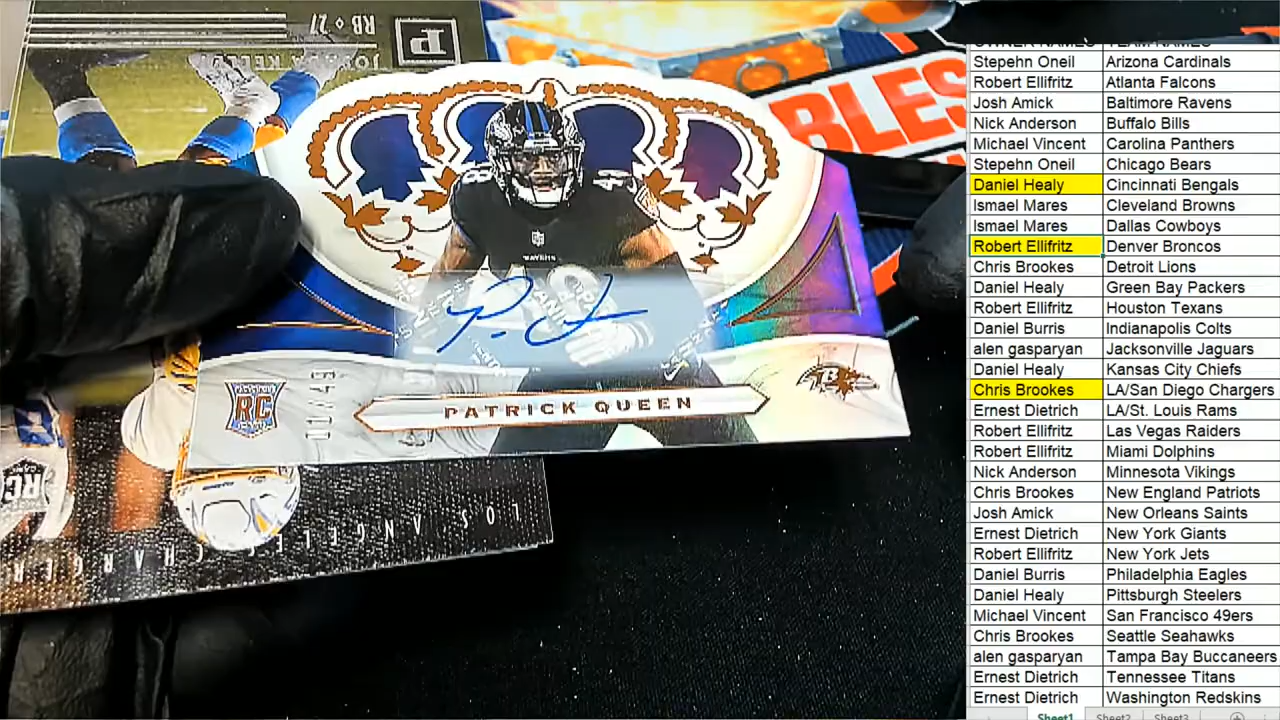 RB ◇ 27
P
BLES
48
RAVENS
P. Q
RC
PATRICK QUEEN
RC
LOS ANGELES CHARGER
OWNER NAMES TEAM NAMES
Stepehn Oneil Arizona Cardinals
Robert Ellifritz Atlanta Falcons
Josh Amick Baltimore Ravens
Nick Anderson Buffalo Bills
Michael Vincent Carolina Panthers
Stepehn Oneil Chicago Bears
Daniel Healy Cincinnati Bengals
Ismael Mares Cleveland Browns
Ismael Mares Dallas Cowboys
Robert Ellifritz Denver Broncos
Chris Brookes Detroit Lions
Daniel Healy Green Bay Packers
Robert Ellifritz Houston Texans
Daniel Burris Indianapolis Colts
alen gasparyan Jacksonville Jaguars
Daniel Healy Kansas City Chiefs
Chris Brookes LA/San Diego Chargers
Ernest Dietrich LA/St. Louis Rams
Robert Ellifritz Las Vegas Raiders
Robert Ellifritz Miami Dolphins
Nick Anderson Minnesota Vikings
Chris Brookes New England Patriots
Josh Amick New Orleans Saints
Ernest Dietrich New York Giants
Robert Ellifritz New York Jets
Daniel Burris Philadelphia Eagles
Daniel Healy Pittsburgh Steelers
Michael Vincent San Francisco 49ers
Chris Brookes Seattle Seahawks
alen gasparyan Tampa Bay Buccaneers
Ernest Dietrich Tennessee Titans
Ernest Dietrich Washington Redskins
Sheet1 Sheet2 Sheet3